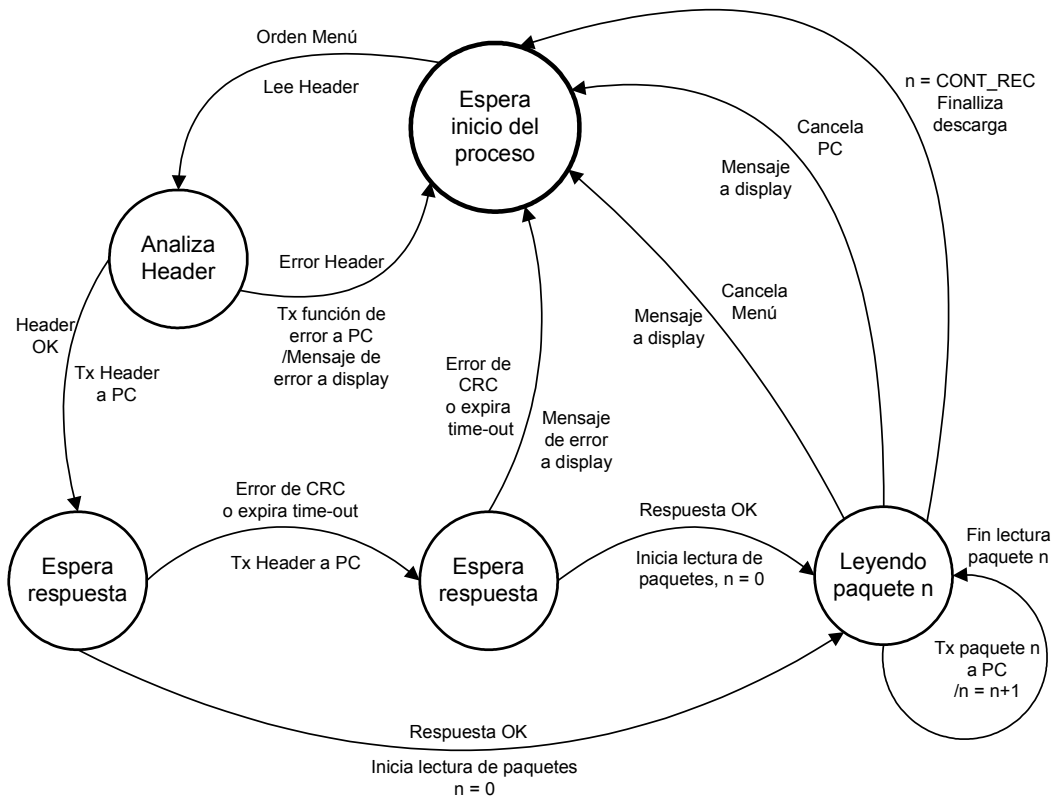 Orden Menú
Lee Header
Espera
inicio del
proceso
n = CONT_REC
Finalliza
descarga
Cancela
PC
Mensaje
a display
Analiza
Header
Error Header
Tx función de
error a PC
/Mensaje de
error a display
Cancela
Menú
Mensaje
a display
Header
OK
Tx Header
a PC
Error de
CRC
o expira
time-out
Mensaje
de error
a display
Error de CRC
o expira time-out
Tx Header a PC
Espera
respuesta
Espera
respuesta
Respuesta OK
Inicia lectura de
paquetes, n = 0
Leyendo
paquete n
Fin lectura
paquete n
Tx paquete n
a PC
/n = n+1
Respuesta OK
Inicia lectura de paquetes
n = 0